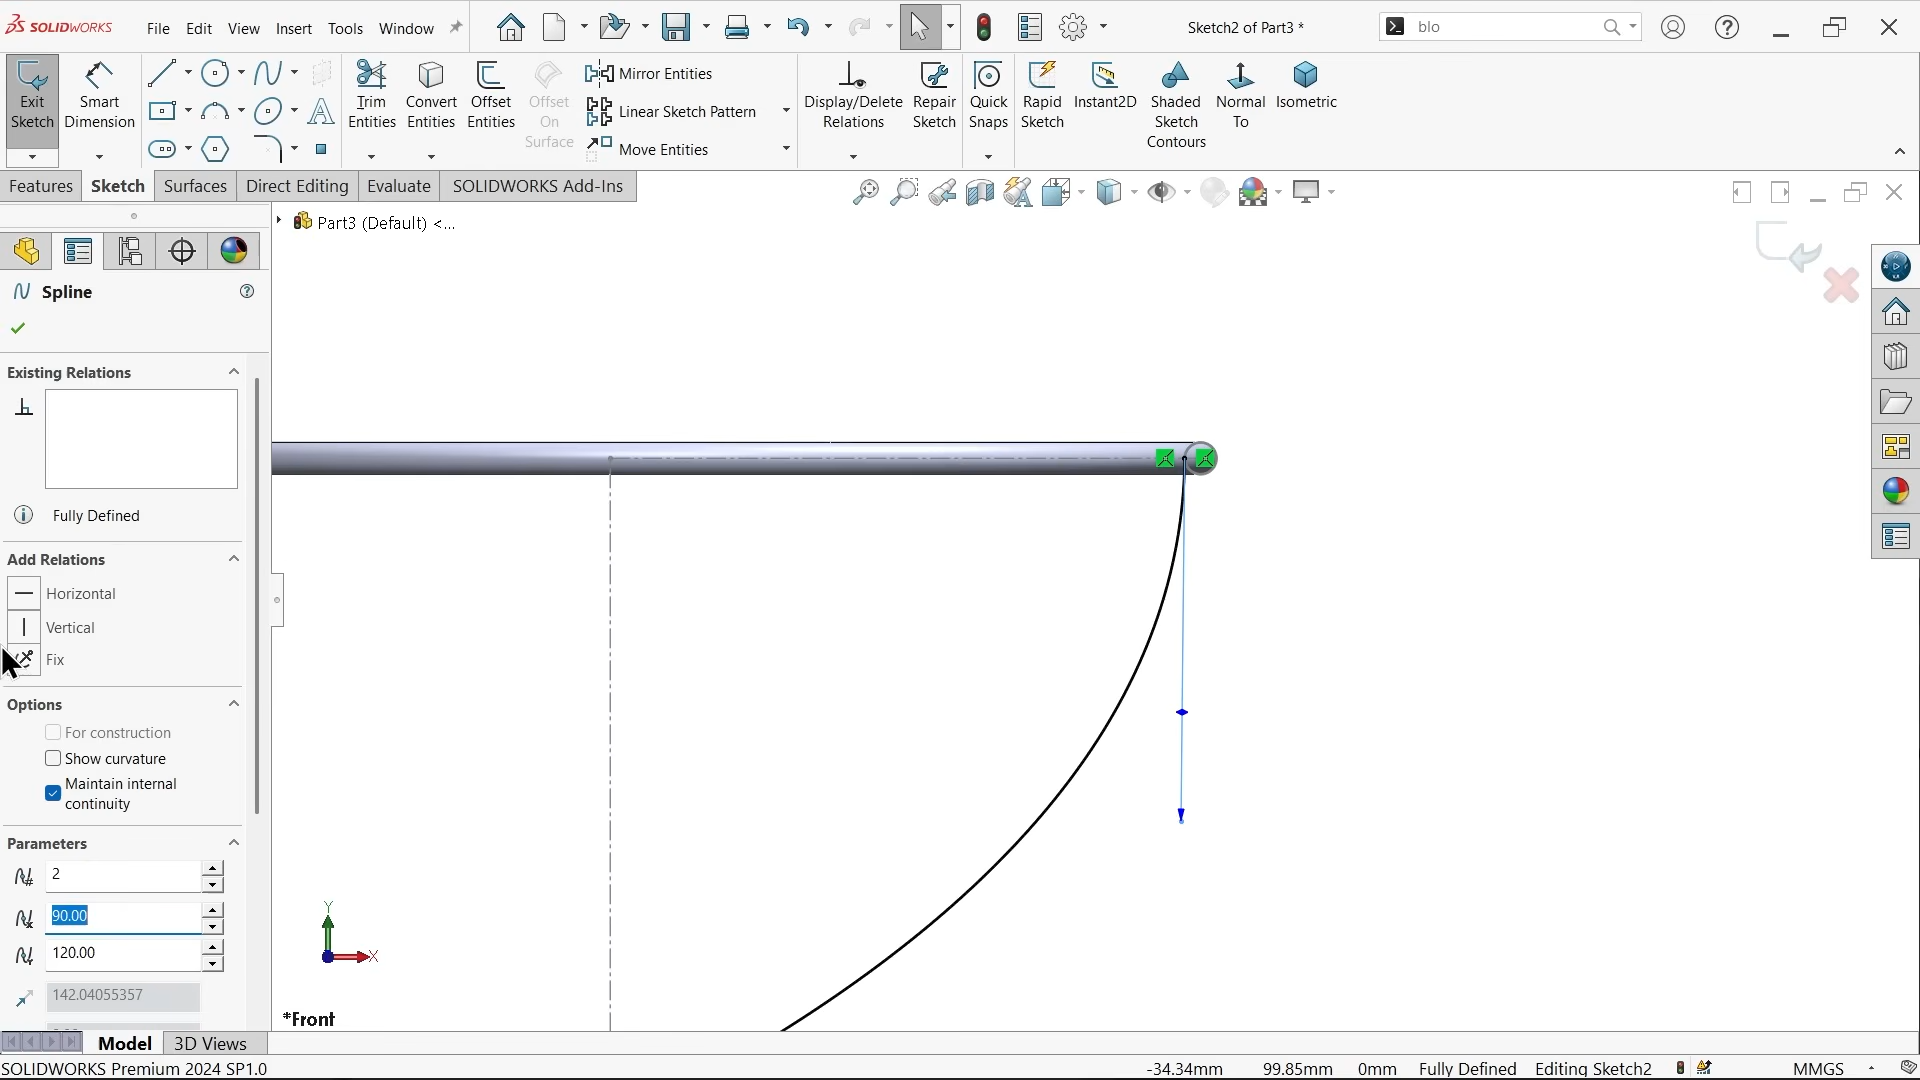 SOLIDWORKS
File Edit View Insert Tools Window
Sketch2 of Part3 *
blo
Exit Sketch
Smart Dimension
Trim Entities
Convert Entities
Offset Entities
Offset On Surface
Mirror Entities
Linear Sketch Pattern
Move Entities
Display/Delete Relations
Repair Sketch
Quick Snaps
Rapid Sketch
Instant2D
Shaded Sketch Contours
Normal To
Isometric
Features Sketch Surfaces Direct Editing Evaluate SOLIDWORKS Add-Ins
Part3 (Default) <...
Spline
Existing Relations
Fully Defined
Add Relations
Horizontal
Vertical
Fix
Options
For construction
Show curvature
Maintain internal
continuity
Parameters
2
90.00
120.00
142.04055357
Y
X
*Front
Model 3D Views
SOLIDWORKS Premium 2024 SP1.0
-34.34mm 99.85mm 0mm Fully Defined Editing Sketch2 MMGS